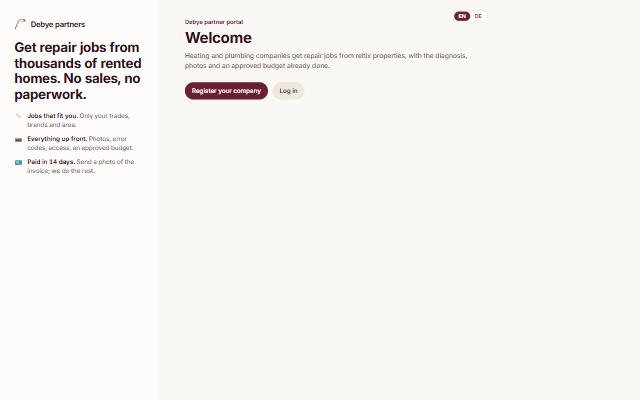 Debye partners
Get repair jobs from
thousands of rented
homes. No sales, no
paperwork.
Jobs that fit you. Only your trades,
brands and area.
Everything up front. Photos, error
codes, access, an approved budget.
Paid in 14 days. Send a photo of the
invoice; we do the rest.
EN DE
Debye partner portal
Welcome
Heating and plumbing companies get repair jobs from reltix properties, with the diagnosis,
photos and an approved budget already done.
Register your company Log in